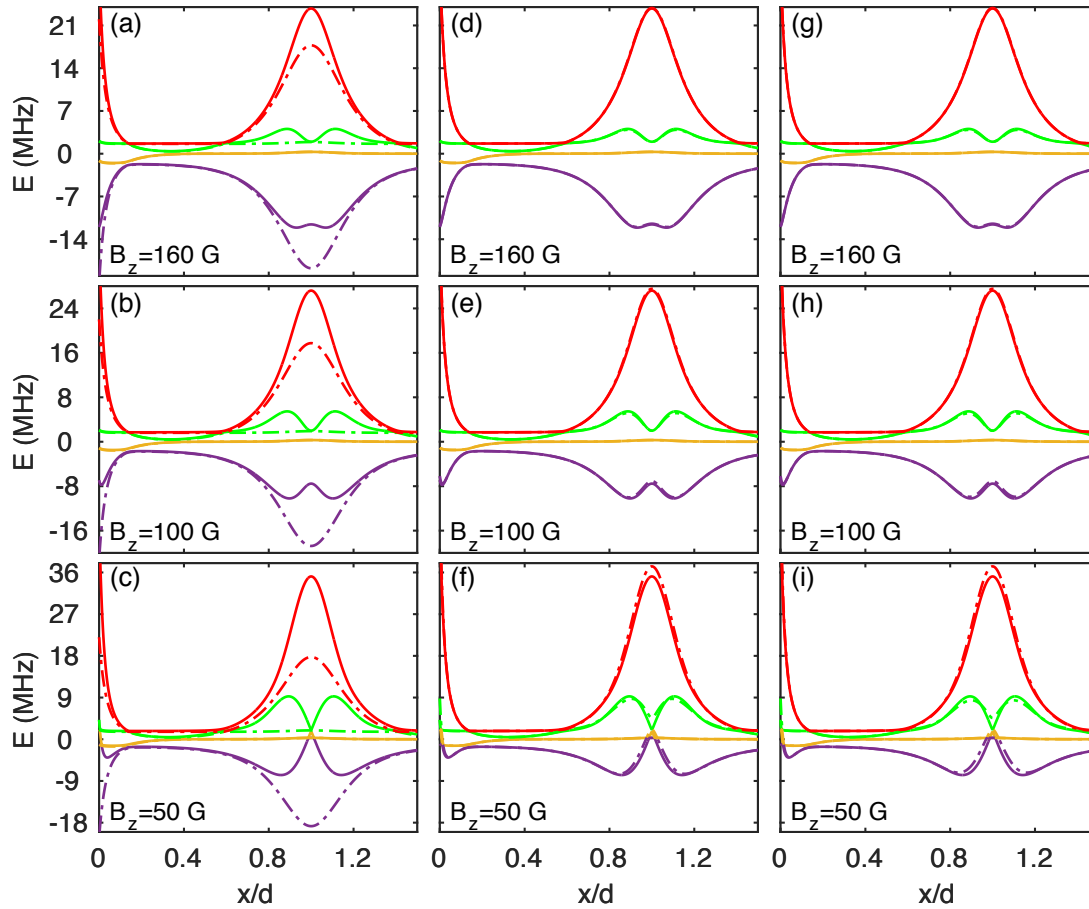 (a) (d) (g)
21
14
7
0
-7
-14
E (MHz)
B_z=160 G B_z=160 G B_z=160 G
(b) (e) (h)
24
16
8
0
-8
-16
E (MHz)
B_z=100 G B_z=100 G B_z=100 G
(c) (f) (i)
36
27
18
9
0
-9
-18
E (MHz)
B_z=50 G B_z=50 G B_z=50 G
0 0.4 0.8 1.2 0 0.4 0.8 1.2 0 0.4 0.8 1.2
x/d x/d x/d